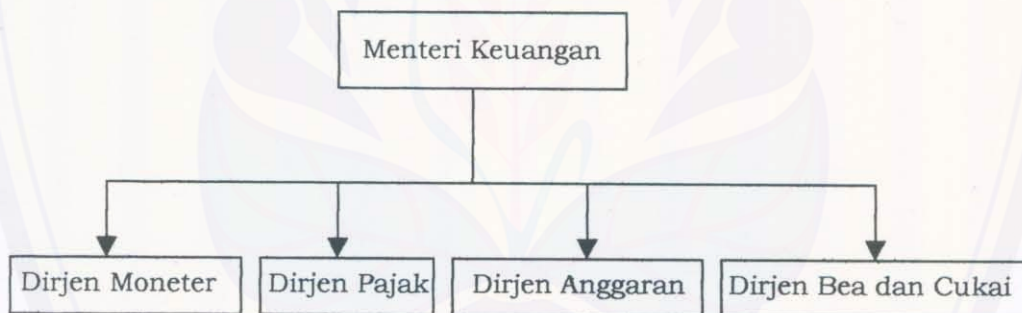 Menteri Keuangan
Dirjen Moneter
Dirjen Pajak
Dirjen Anggaran
Dirjen Bea dan Cukai